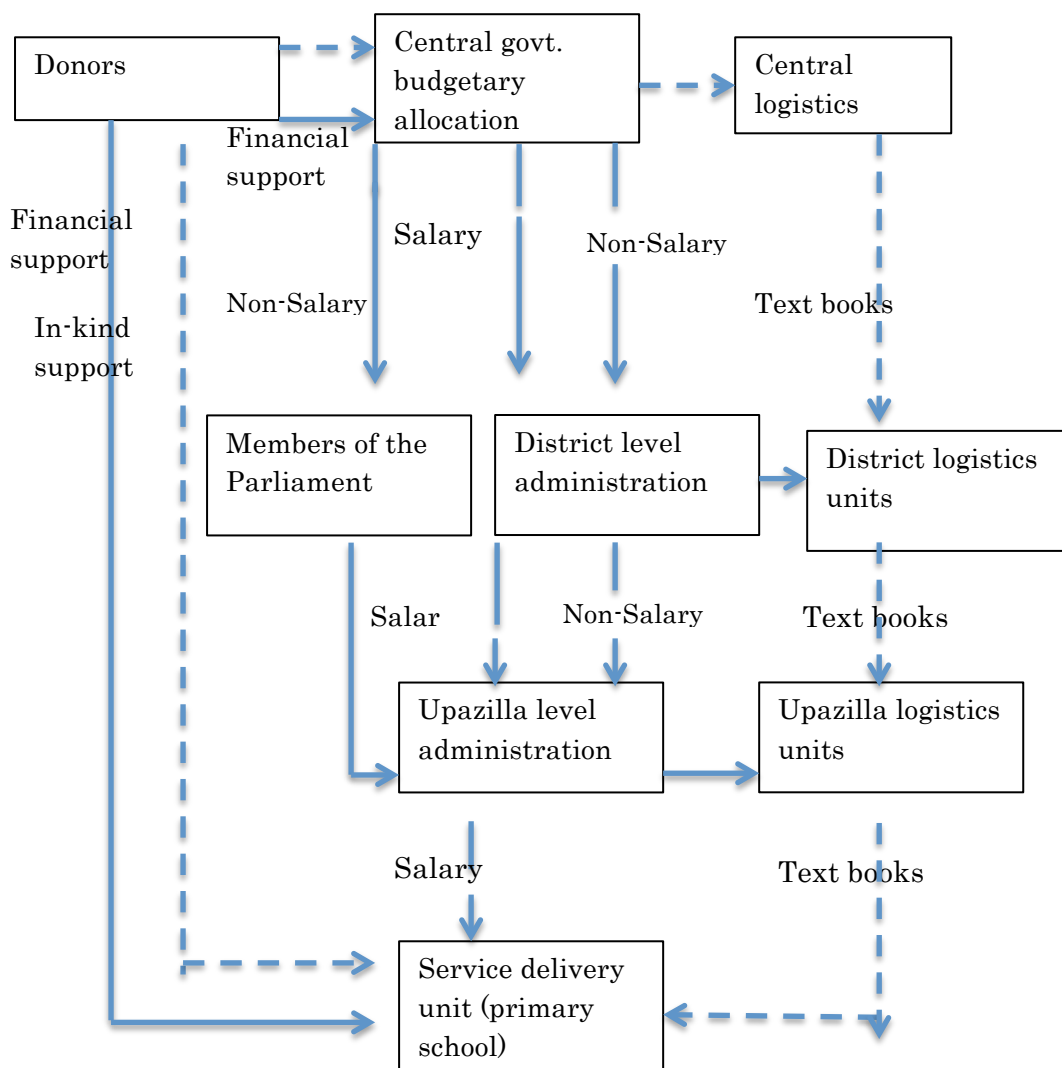 Donors
Central govt.
budgetary
allocation
Central
logistics
Financial
support
Financial
support
Salary
Non-Salary
Non-Salary
Text books
In-kind
support
Members of the
Parliament
District level
administration
District logistics
units
Salar
Non-Salary
Text books
Upazilla level
administration
Upazilla logistics
units
Salary
Text books
Service delivery
unit (primary
school)